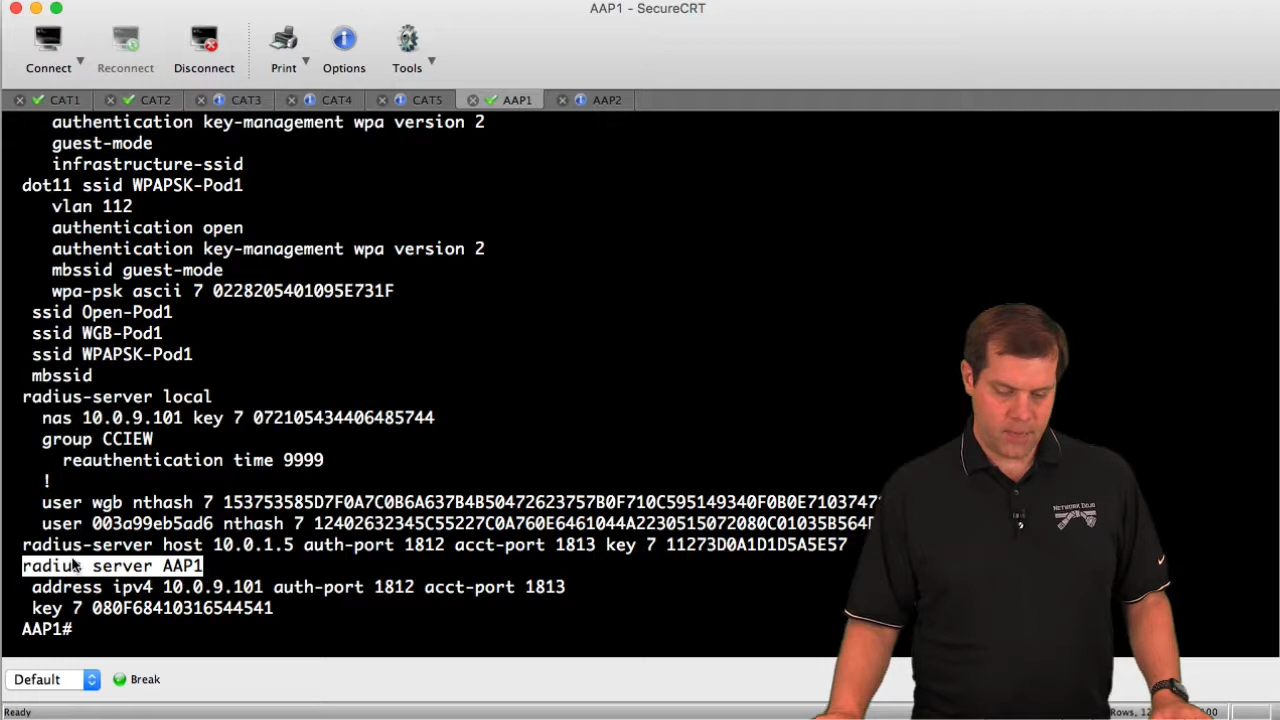 AAP1 - SecureCRT
Connect Reconnect Disconnect Print Options Tools
CAT1 CAT2 CAT3 CAT4 CAT5 AAP1 AAP2
authentication key-management wpa version 2
guest-mode
infrastructure-ssid
dot11 ssid WPAPSK-Pod1
vlan 112
authentication open
authentication key-management wpa version 2
mbssid guest-mode
wpa-psk ascii 7 0228205401095E731F
ssid Open-Pod1
ssid WGB-Pod1
ssid WPAPSK-Pod1
mbssid
radius-server local
nas 10.0.9.101 key 7 072105434406485744
group CCIEW
reauthentication time 9999
!
user wgb nthash 7 153753585D7F0A7C0B6A637B4B50472623757B0F710C595149340F0B0E7103747
user 003a99eb5ad6 nthash 7 12402632345C55227C0A760E6461044A2230515072080C01035B564
radius-server host 10.0.1.5 auth-port 1812 acct-port 1813 key 7 11273D0A1D1D5A5E57
radius server AAP1
address ipv4 10.0.9.101 auth-port 1812 acct-port 1813
key 7 080F68410316544541
AAP1#
NETWORK DOJO
Default Break
Ready